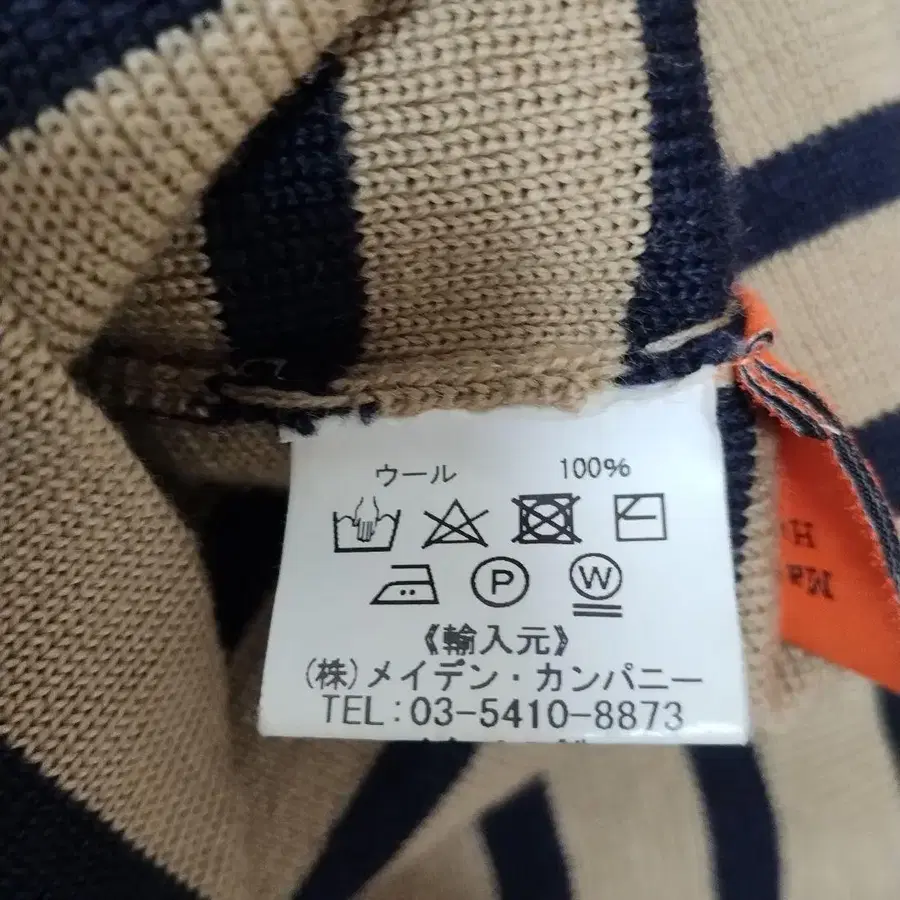 ウール 100%
P W
《輸入元》
(株)メイデン・カンパニー
TEL:03-5410-8873
H
Ma